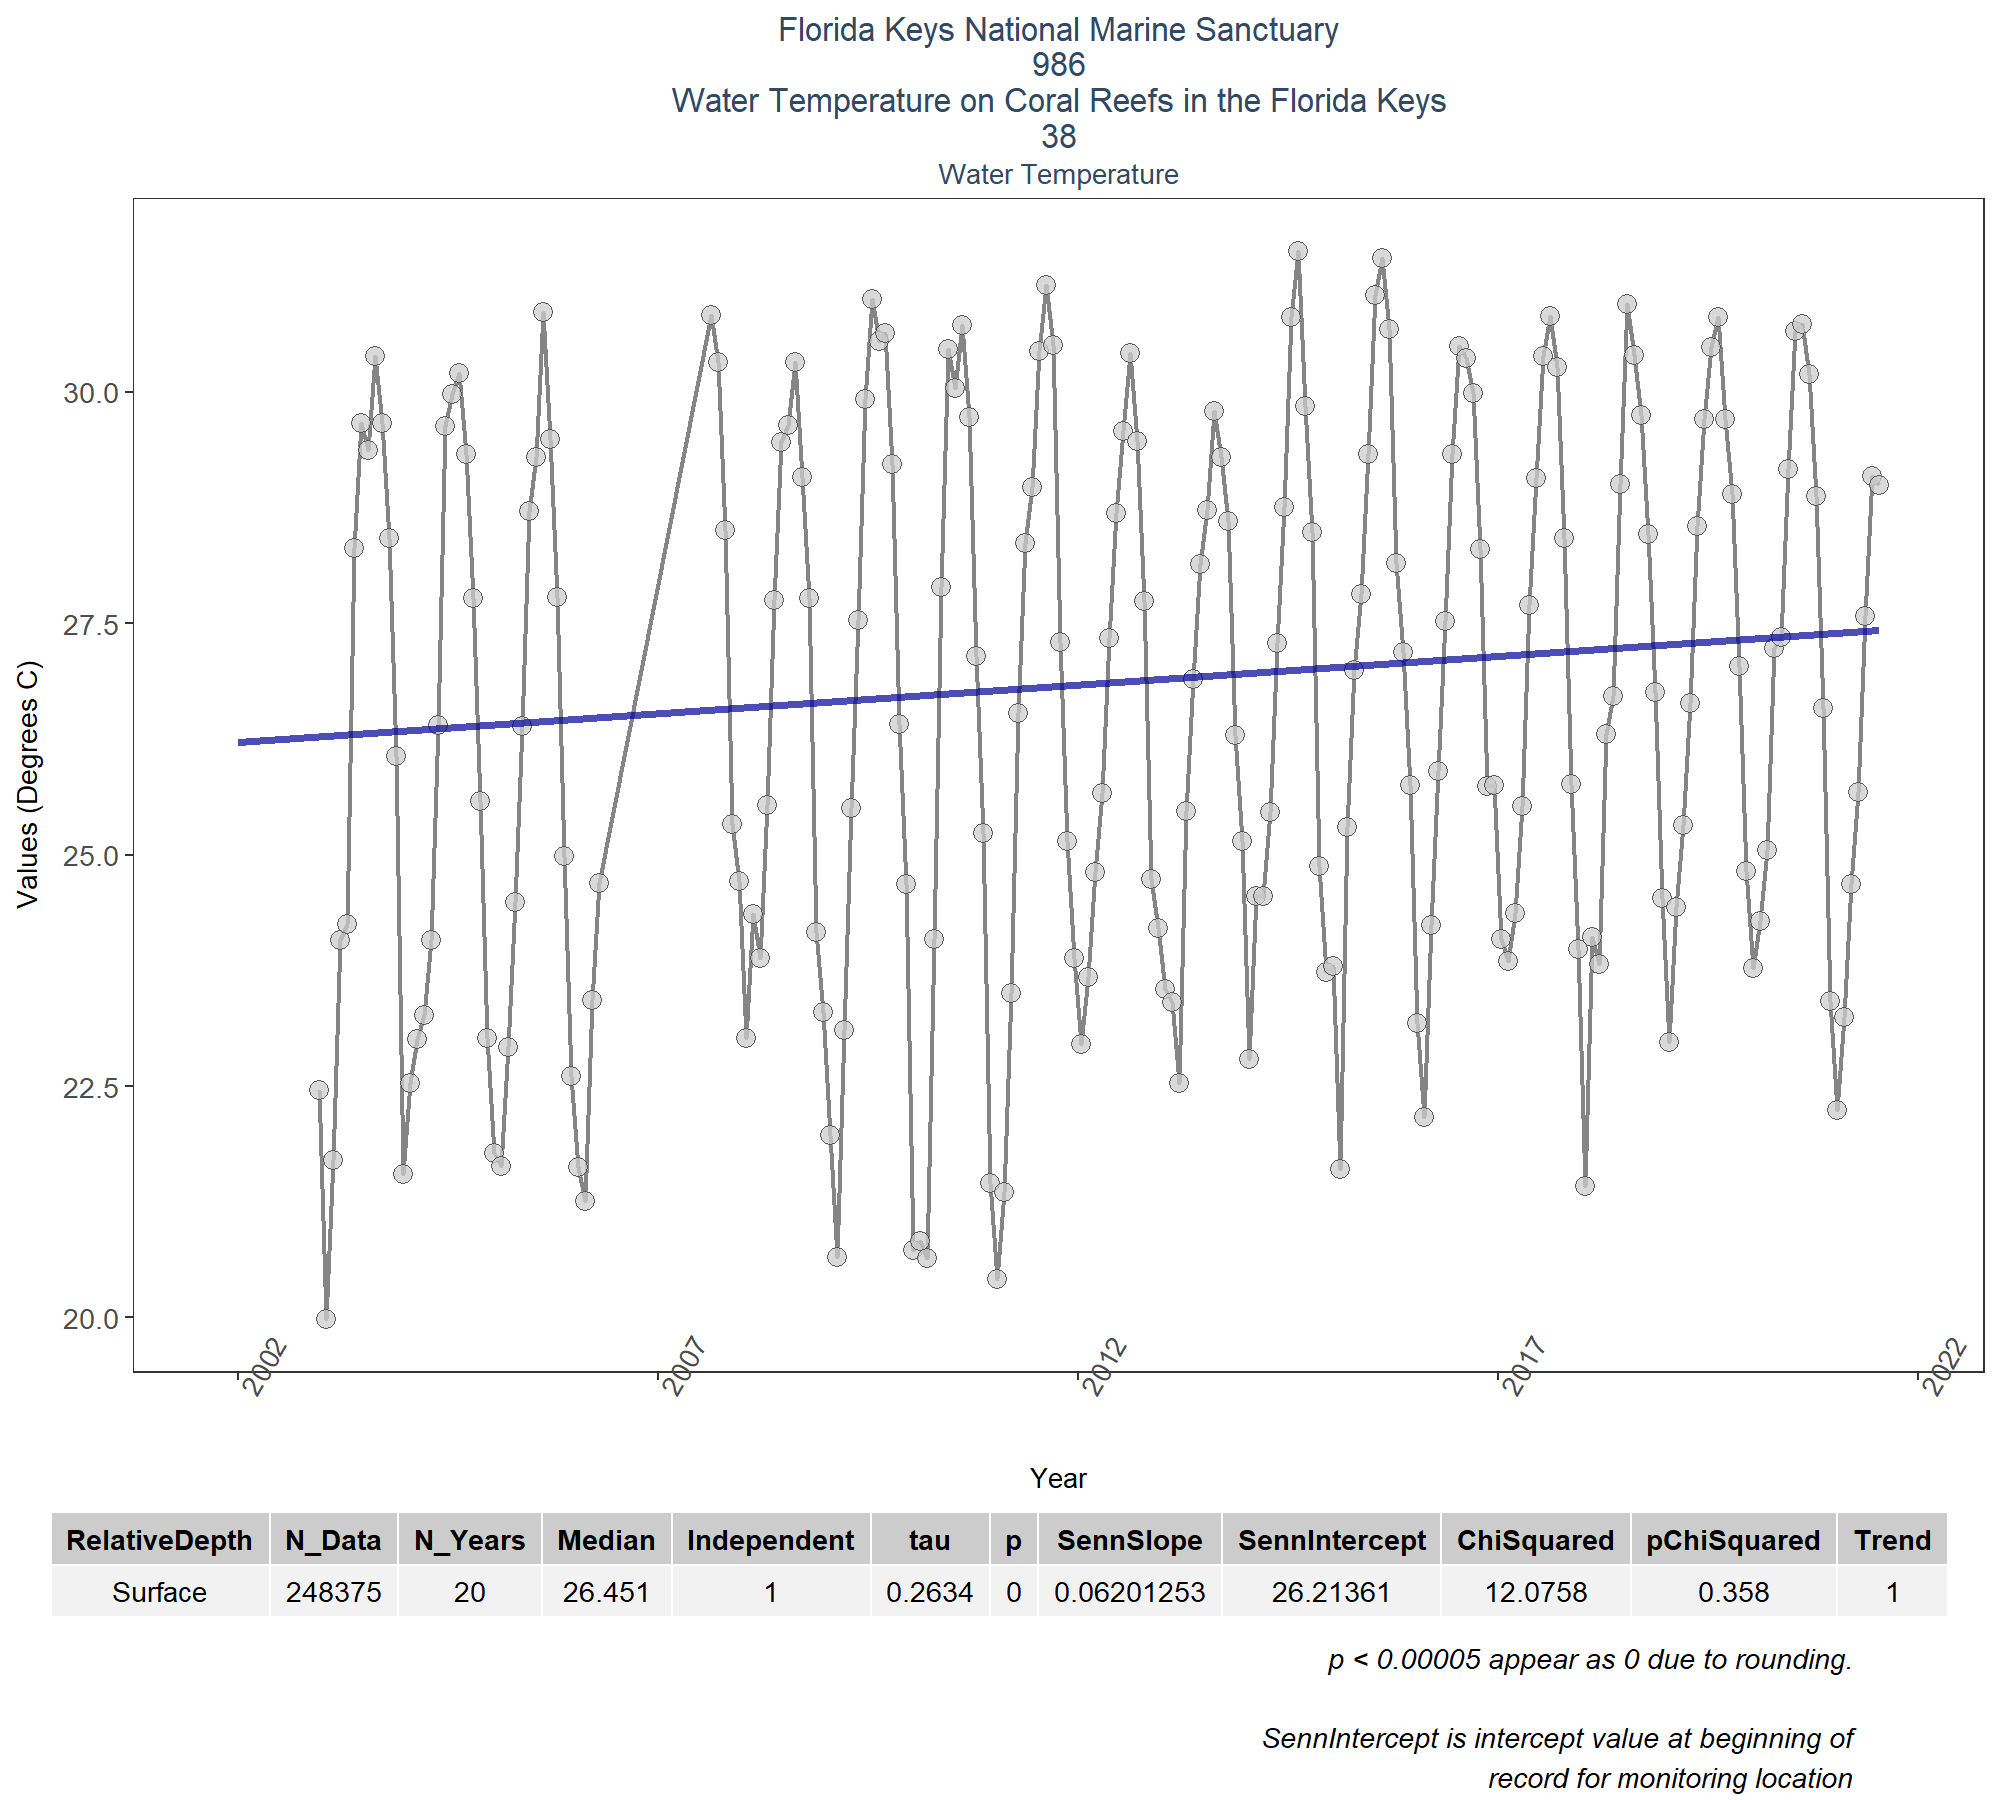 Florida Keys National Marine Sanctuary
986
Water Temperature on Coral Reefs in the Florida Keys
38
Water Temperature
Values (Degrees C)
30.0
27.5
25.0
22.5
20.0
2002
2007
2012
2017
2022
Year
RelativeDepth N_Data N_Years Median Independent tau p SennSlope SennIntercept ChiSquared pChiSquared Trend
Surface 248375 20 26.451 1 0.2634 0 0.06201253 26.21361 12.0758 0.358 1
p < 0.00005 appear as 0 due to rounding.
SennIntercept is intercept value at beginning of
record for monitoring location